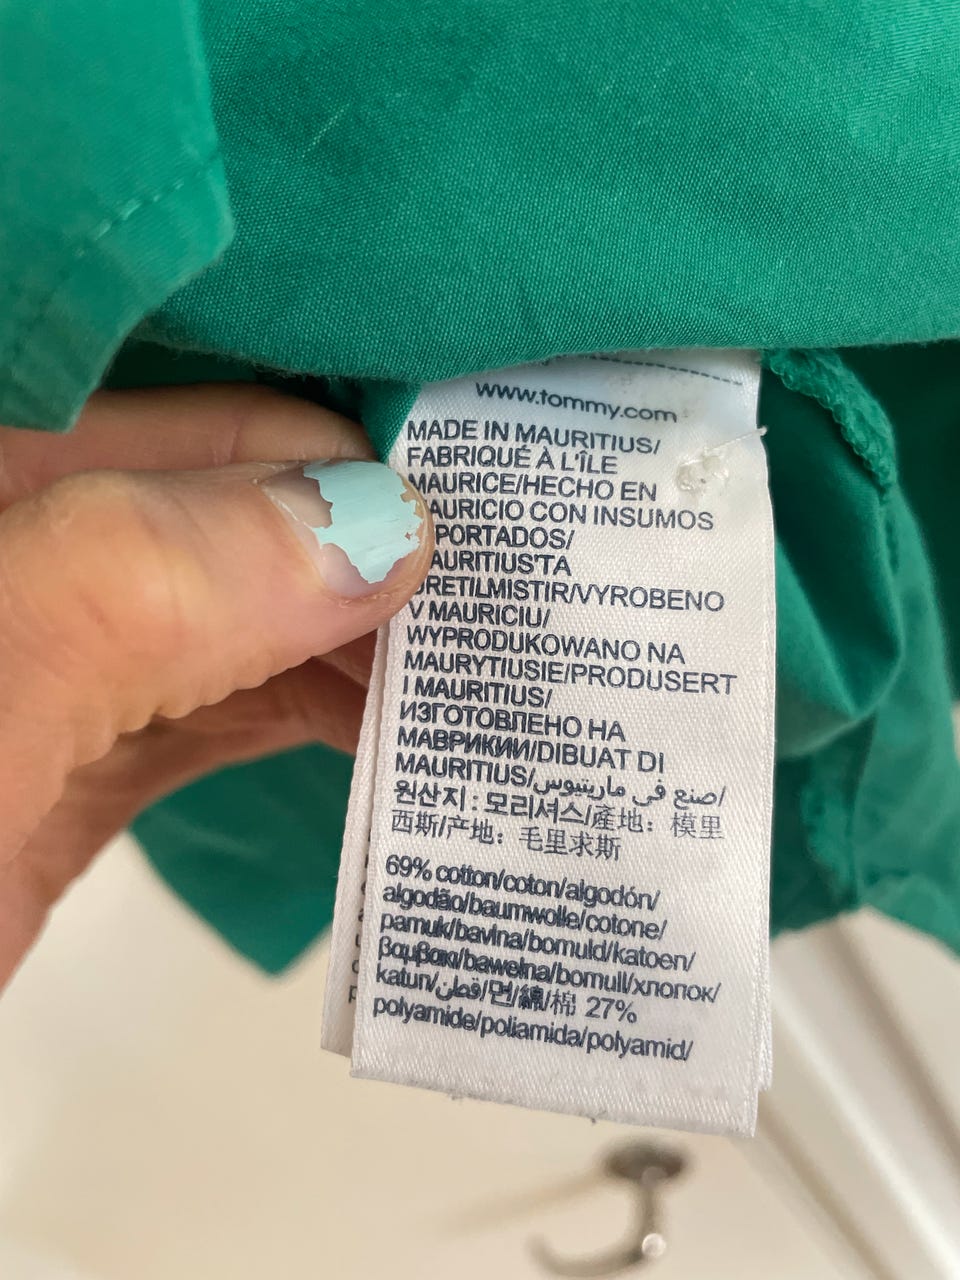 www.tommy.com
MADE IN MAURITIUS/
FABRIQUÉ À L'ÎLE
MAURICE/HECHO EN
AURICIO CON INSUMOS
PORTADOS/
AURITIUS'TA
RETILMISTIR/VYROBENO
V MAURICIU/
WYPRODUKOWANO NA
MAURYTIUSIE/PRODUSERT
I MAURITIUS/
ИЗГОТОВЛЕНО НА
МАВРИКИИ/DIBUAT DI
MAURITIUS/صنع في ماريتيوس/
원산지 : 모리셔스/產地：模里
西斯/产地：毛里求斯
69% cotton/coton/algodón/
algodão/baumwolle/cotone/
pamuk/bavlna/bomuld/katoen/
βαμβακι/bawełna/bomull/хлопок/
katun/قطن/면/綿/棉 27%
polyamide/poliamida/polyamid/